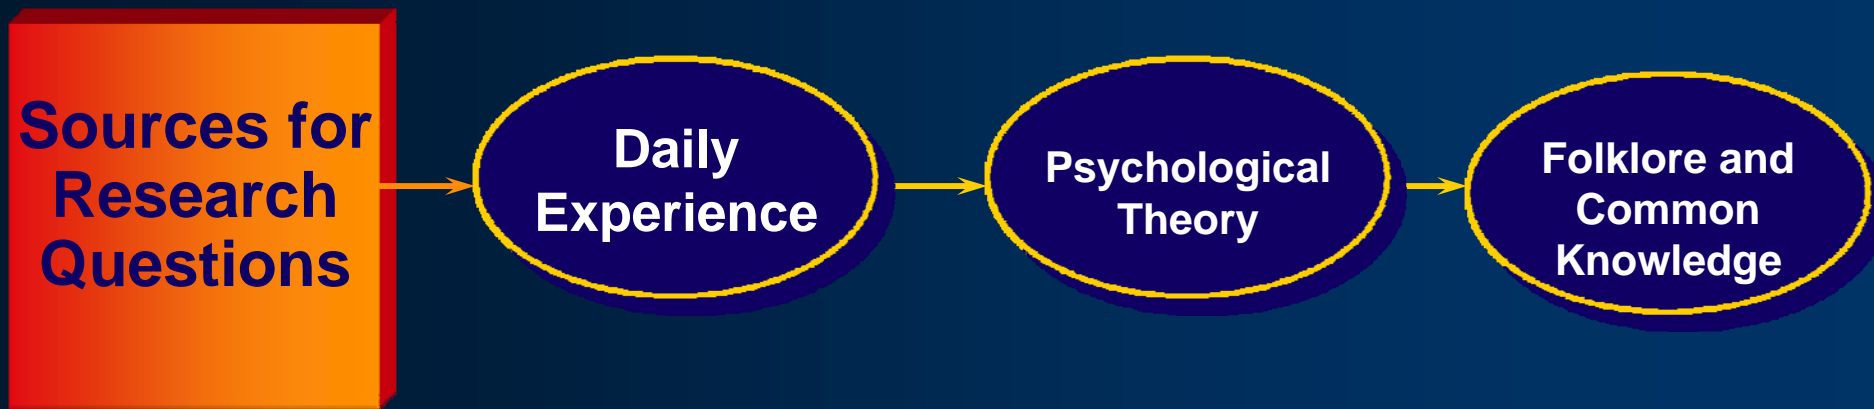 Sources for
Research
Questions
Daily
Experience
Psychological
Theory
Folklore and
Common
Knowledge